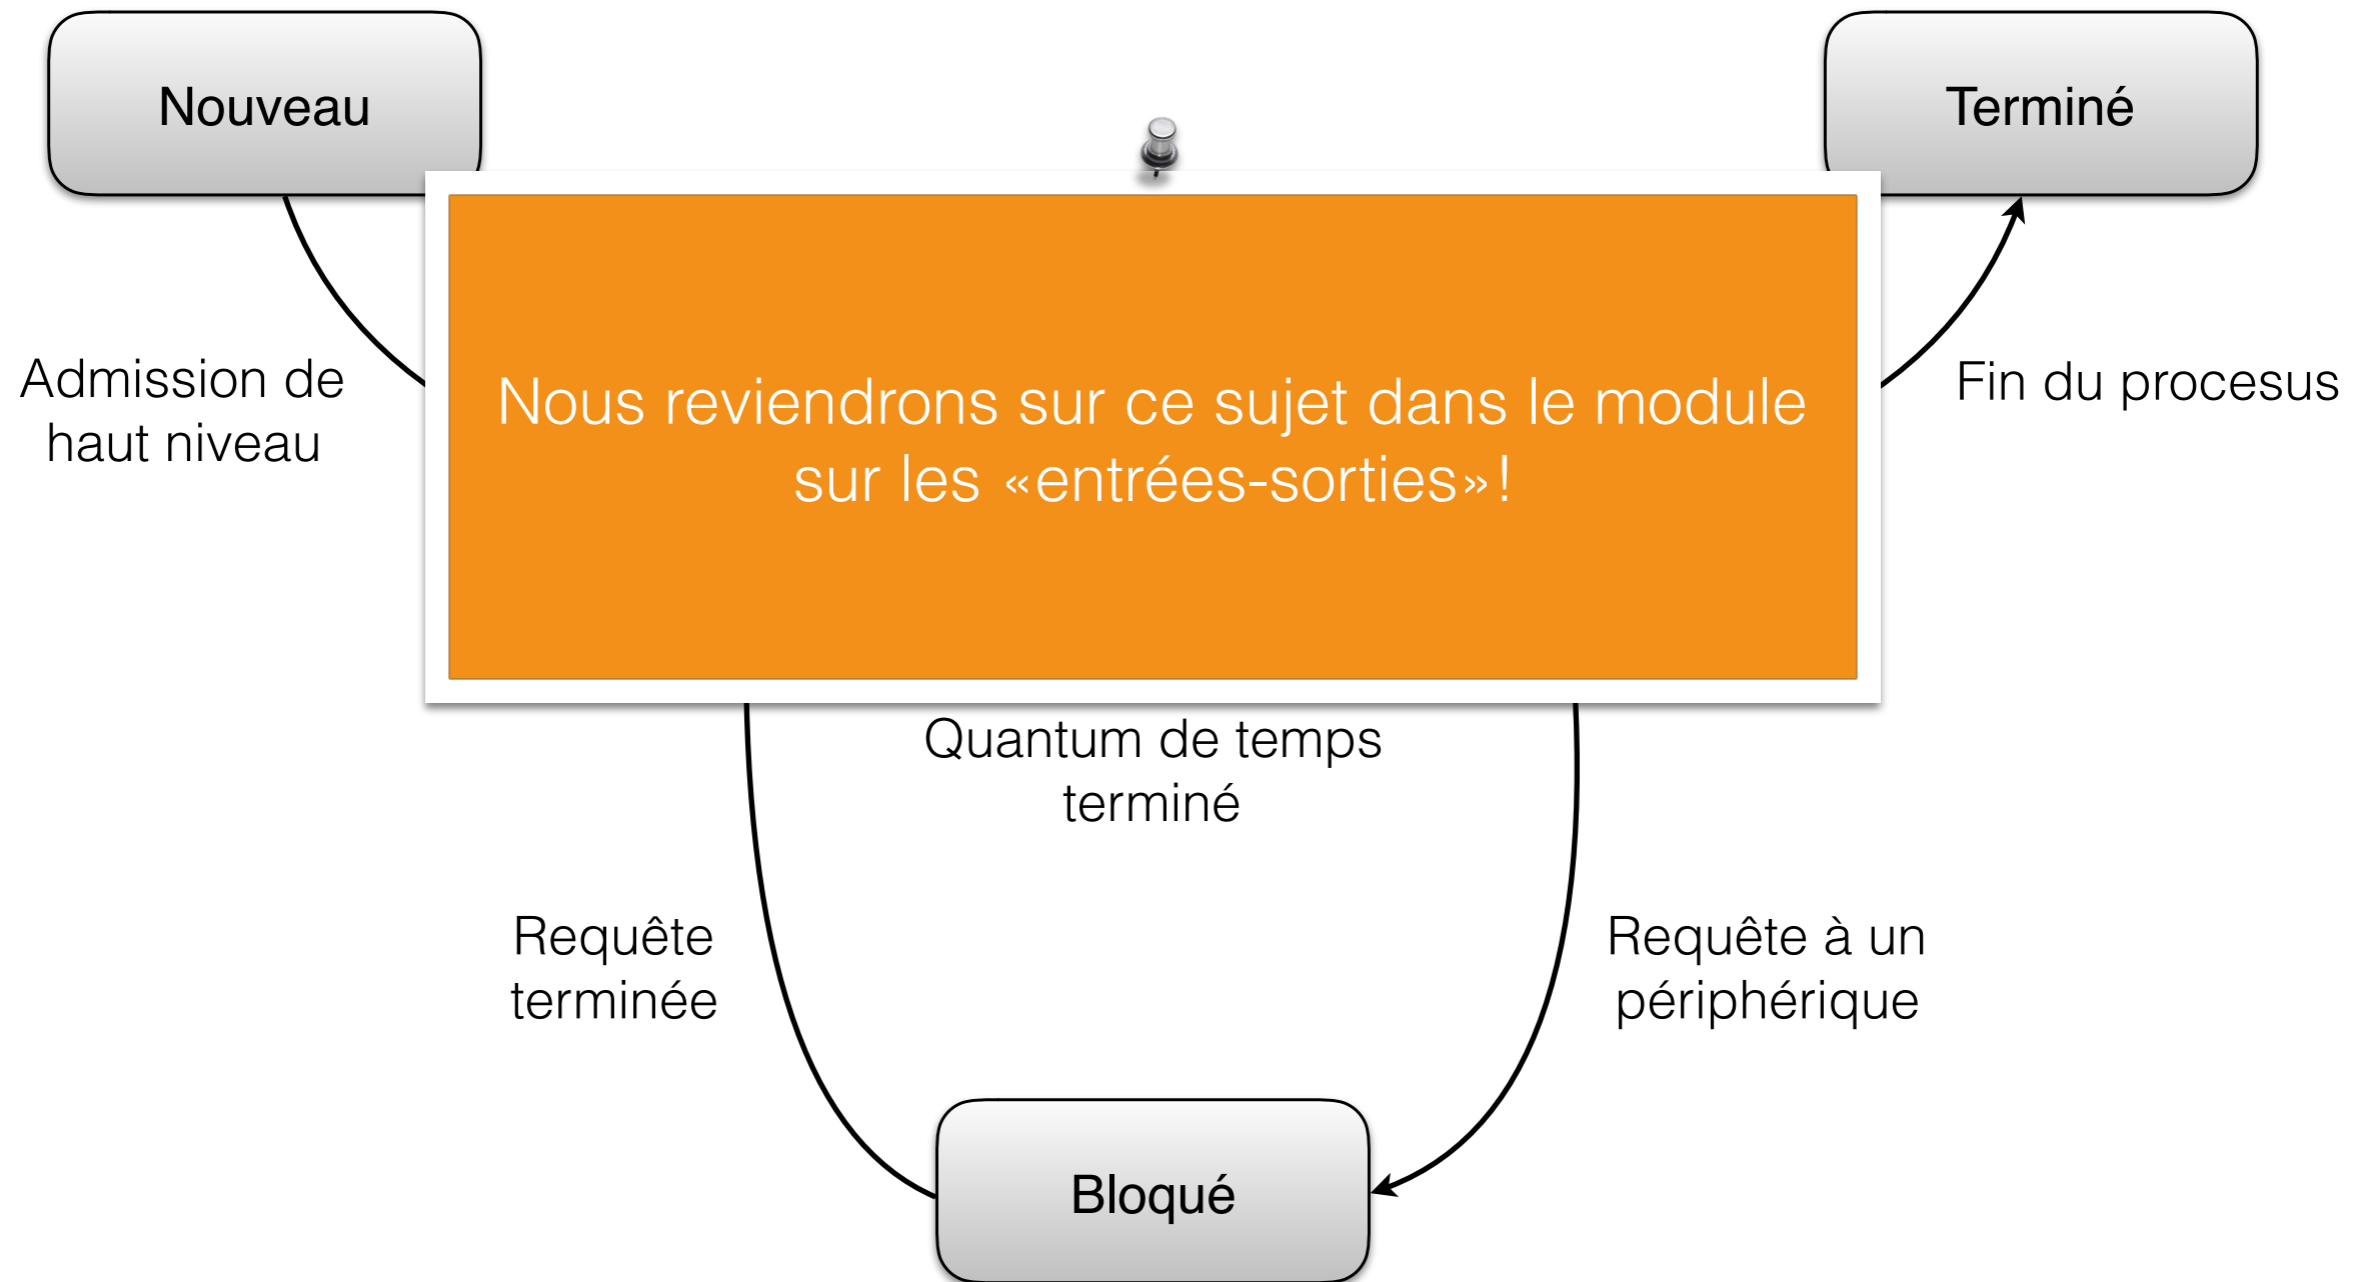 Nouveau
Terminé
Admission de
haut niveau
Nous reviendrons sur ce sujet dans le module
sur les «entrées-sorties»!
Fin du procesus
Quantum de temps
terminé
Requête
terminée
Requête à un
périphérique
Bloqué